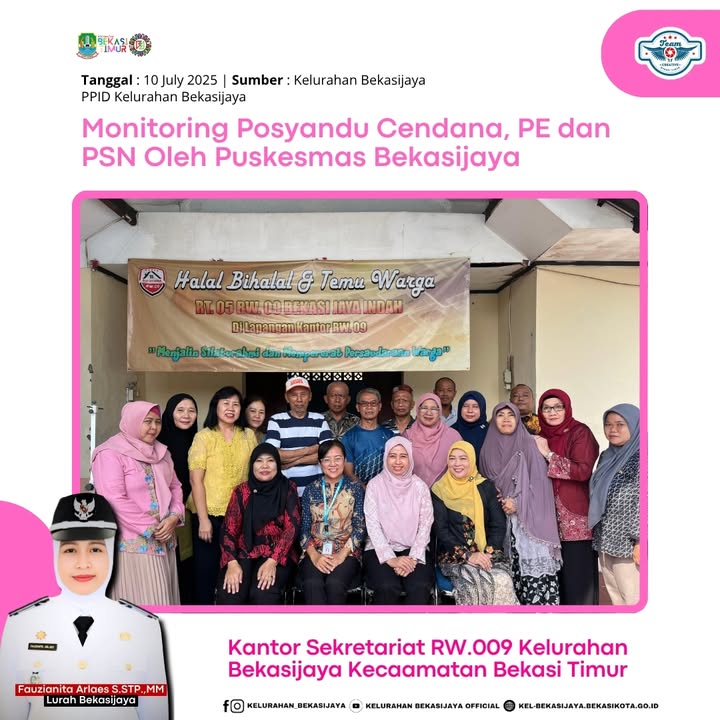 BEKASI
TIMUR
Team
CREATIVE
Tanggal : 10 July 2025 | Sumber : Kelurahan Bekasijaya
PPID Kelurahan Bekasijaya
Monitoring Posyandu Cendana, PE dan
PSN Oleh Puskesmas Bekasijaya
Halal Bihalal & Temu Warga
RT. 05 RW. 09 BEKASI JAYA INDAH
Di Lapangan Kantor RW. 09
"Menjalin Silaturahmi dan Mempererat Persaudaraan Warga"
Kantor Sekretariat RW.009 Kelurahan
Bekasijaya Kecaamatan Bekasi Timur
Fauzianita Arlaes S.STP.,MM
Lurah Bekasijaya
KELURAHAN_BEKASIJAYA KELURAHAN BEKASIJAYA OFFICIAL KEL-BEKASIJAYA.BEKASIKOTA.GO.ID